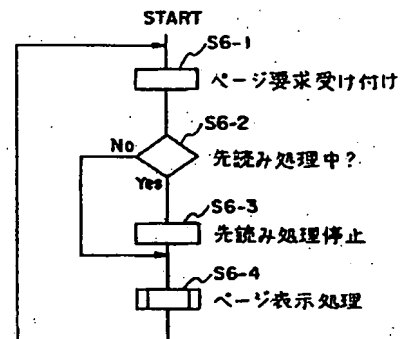 START
S6-1
ページ要求受け付け
S6-2
No
先読み処理中?
Yes
S6-3
先読み処理停止
S6-4
ページ表示処理